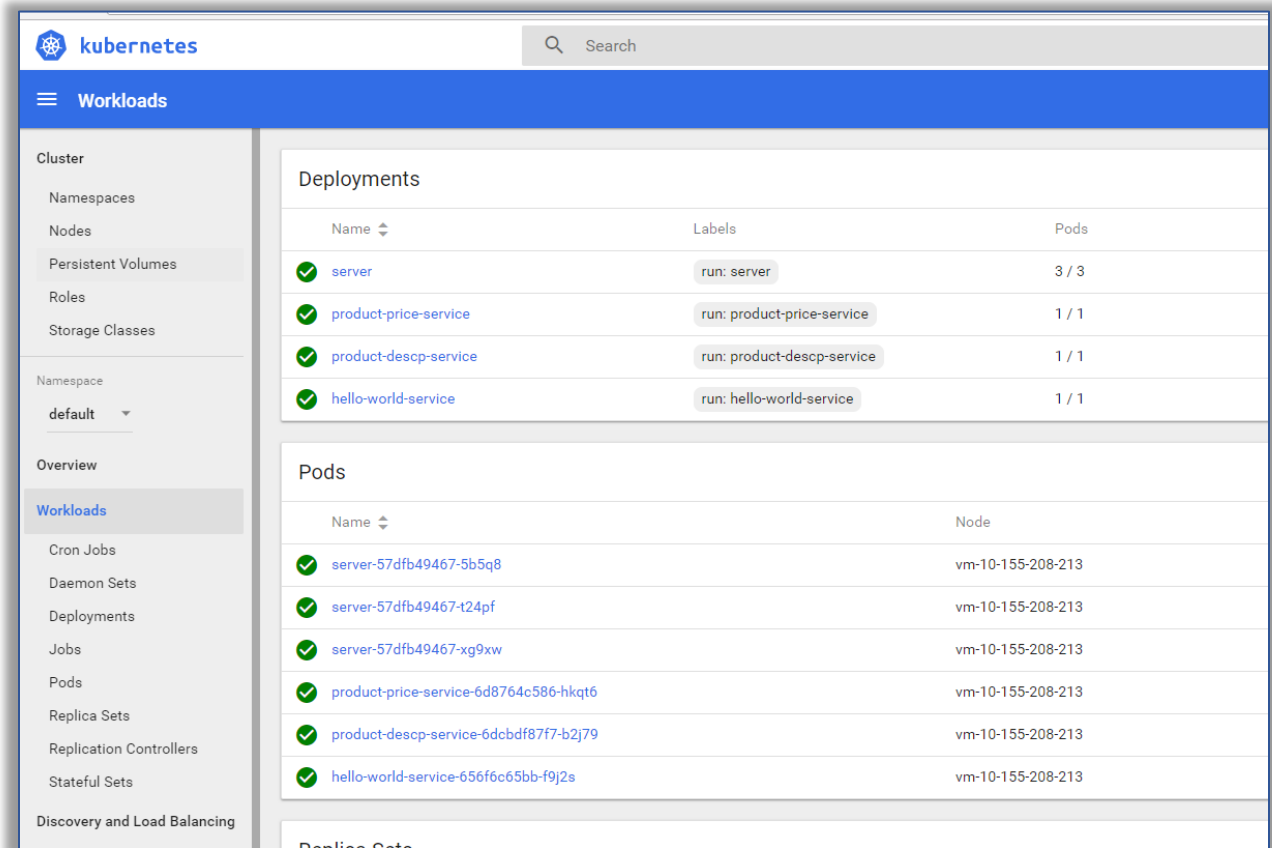 kubernetes
Search
Workloads
Cluster
Namespaces
Nodes
Persistent Volumes
Roles
Storage Classes
Namespace
default
Overview
Workloads
Cron Jobs
Daemon Sets
Deployments
Jobs
Pods
Replica Sets
Replication Controllers
Stateful Sets
Discovery and Load Balancing
Deployments
Name Labels Pods
server run: server 3 / 3
product-price-service run: product-price-service 1 / 1
product-descp-service run: product-descp-service 1 / 1
hello-world-service run: hello-world-service 1 / 1
Pods
Name Node
server-57dfb49467-5b5q8 vm-10-155-208-213
server-57dfb49467-t24pf vm-10-155-208-213
server-57dfb49467-xg9xw vm-10-155-208-213
product-price-service-6d8764c586-hkqt6 vm-10-155-208-213
product-descp-service-6dcbdf87f7-b2j79 vm-10-155-208-213
hello-world-service-656f6c65bb-f9j2s vm-10-155-208-213
Replica Sets